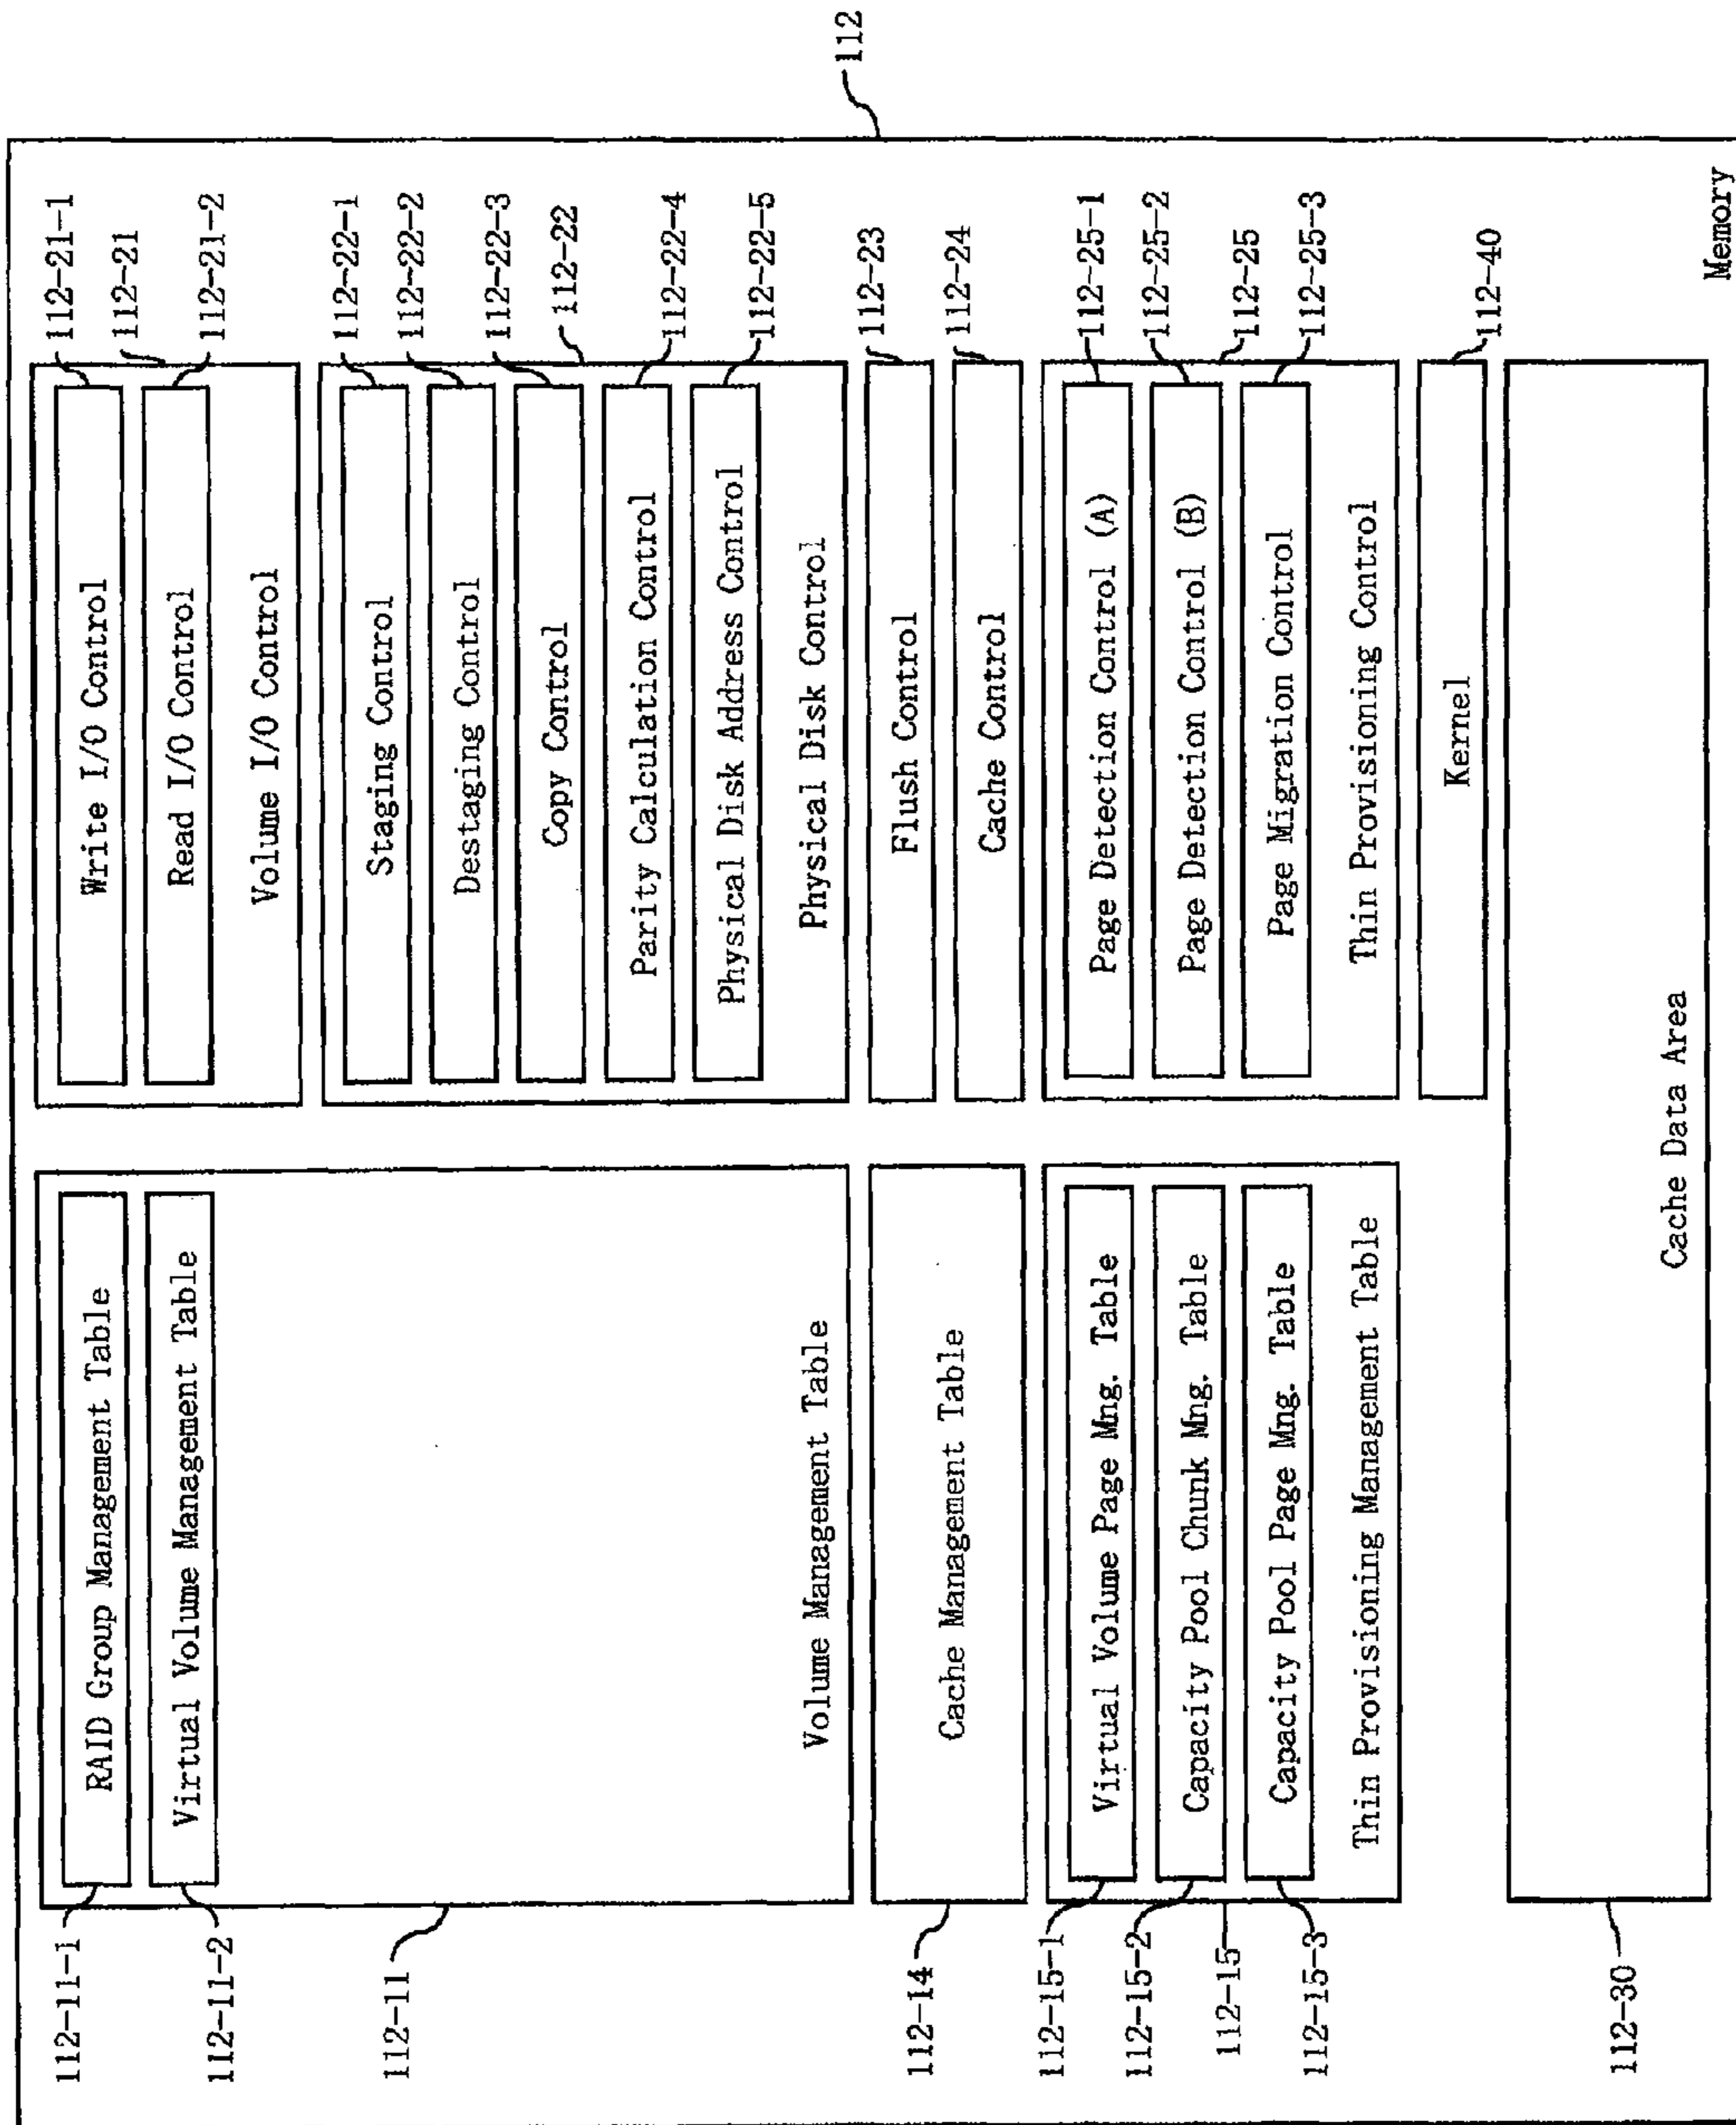 112-11-1
RAID Group Management Table
112-11-2
Virtual Volume Management Table
112-11
Volume Management Table
112-14
Cache Management Table
112-15-1
Virtual Volume Page Mng. Table
112-15-2
Capacity Pool Chunk Mng. Table
112-15
112-15-3
Capacity Pool Page Mng. Table
Thin Provisioning Management Table
112-30
Cache Data Area
Write I/O Control
112-21-1
112-21
Read I/O Control
112-21-2
Volume I/O Control
Staging Control
112-22-1
Destaging Control
112-22-2
Copy Control
112-22-3
112-22
Parity Calculation Control
112-22-4
Physical Disk Address Control
112-22-5
Physical Disk Control
Flush Control
112-23
Cache Control
112-24
Page Detection Control (A)
112-25-1
Page Detection Control (B)
112-25-2
112-25
Page Migration Control
112-25-3
Thin Provisioning Control
Kernel
112-40
112
Memory